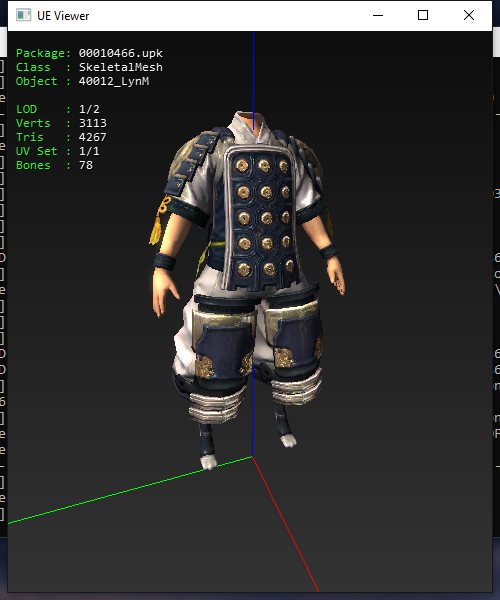 UE Viewer
Package: 00010466.upk
Class  : SkeletalMesh
Object : 40012_LynM
LOD    : 1/2
Verts  : 3113
Tris   : 4267
UV Set : 1/1
Bones  : 78